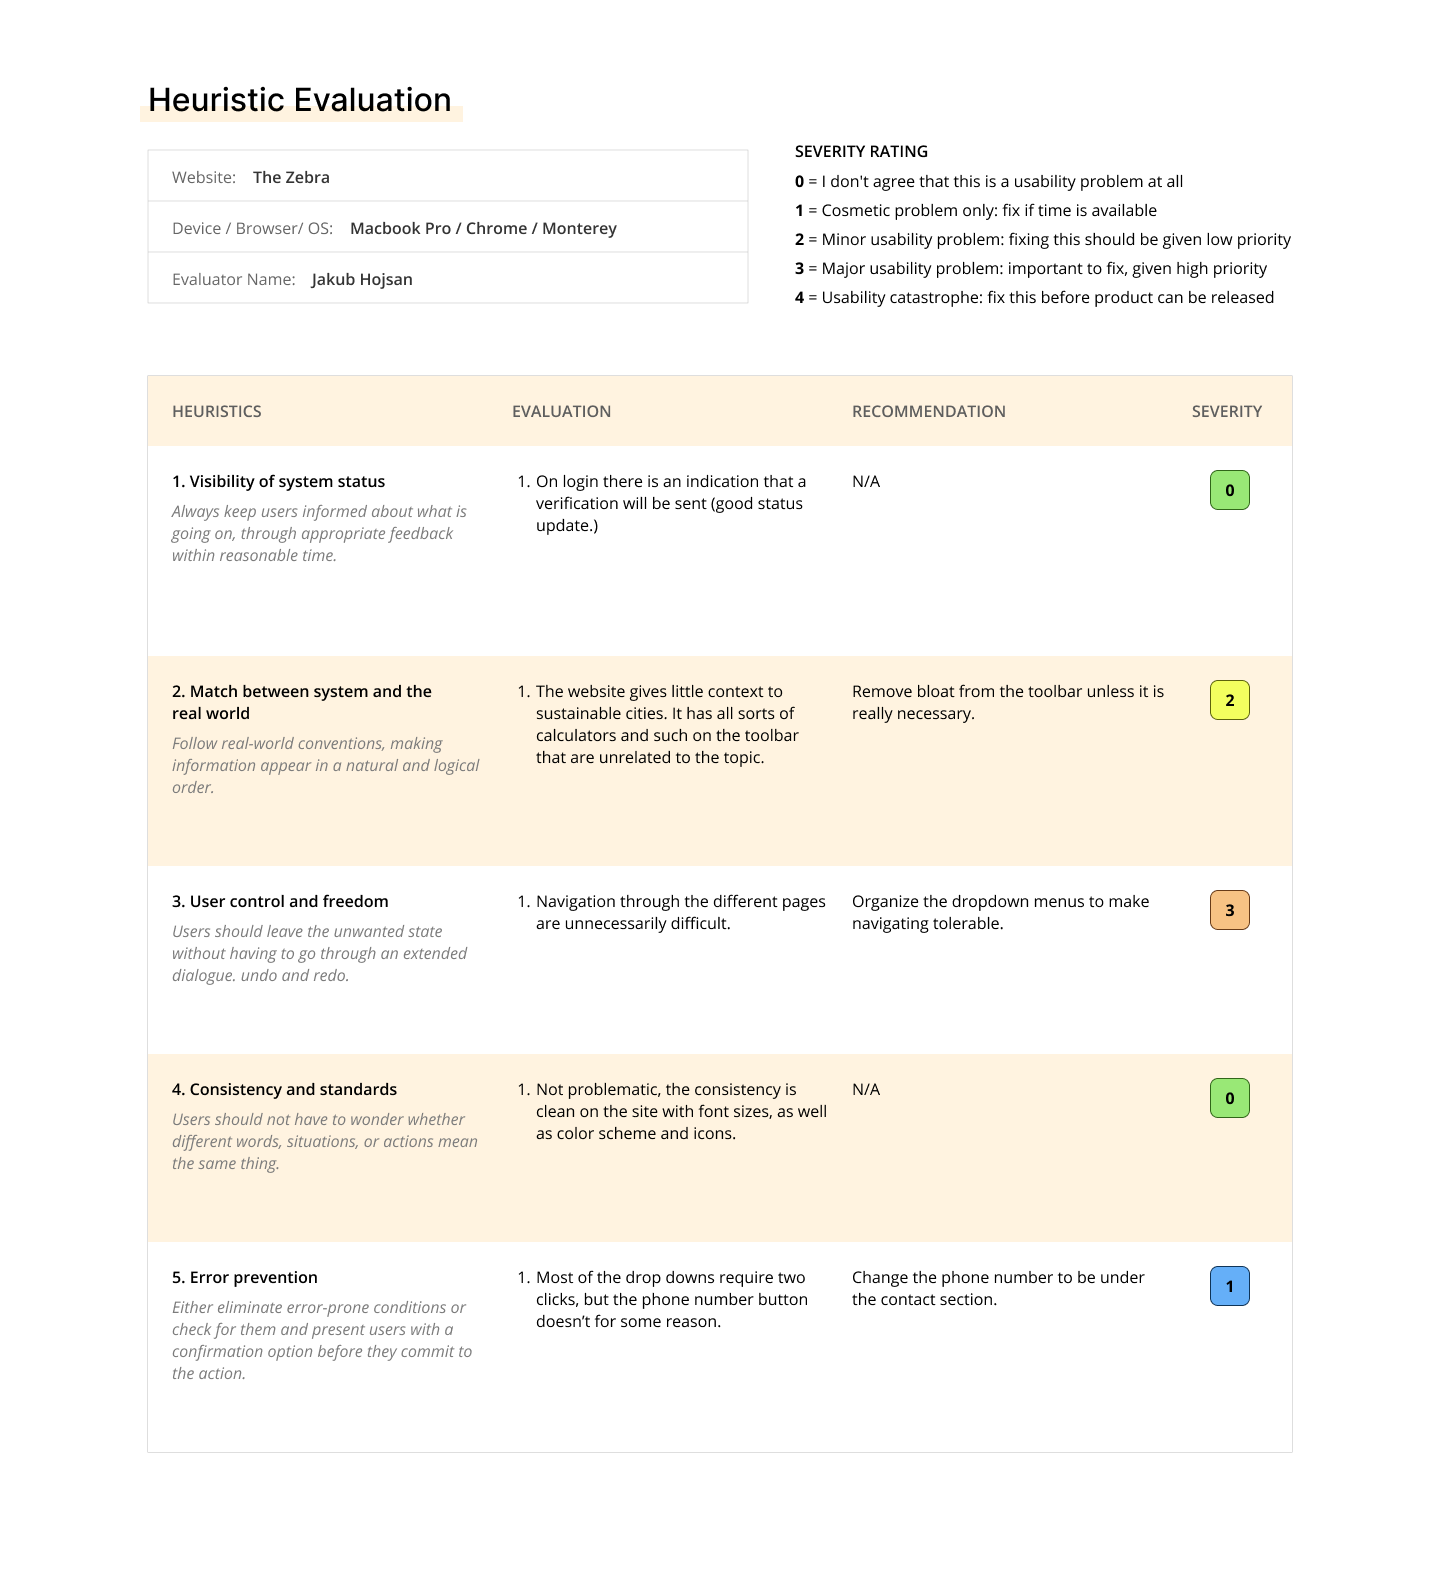 Heuristic Evaluation
Website: The Zebra
Device / Browser/ OS: Macbook Pro / Chrome / Monterey
Evaluator Name: Jakub Hojsan
SEVERITY RATING
0 = I don't agree that this is a usability problem at all
1 = Cosmetic problem only: fix if time is available
2 = Minor usability problem: fixing this should be given low priority
3 = Major usability problem: important to fix, given high priority
4 = Usability catastrophe: fix this before product can be released
HEURISTICS EVALUATION RECOMMENDATION SEVERITY
1. Visibility of system status
Always keep users informed about what is
going on, through appropriate feedback
within reasonable time.
1. On login there is an indication that a
verification will be sent (good status
update.)
N/A
0
2. Match between system and the
real world
Follow real-world conventions, making
information appear in a natural and logical
order.
1. The website gives little context to
sustainable cities. It has all sorts of
calculators and such on the toolbar
that are unrelated to the topic.
Remove bloat from the toolbar unless it is
really necessary.
2
3. User control and freedom
Users should leave the unwanted state
without having to go through an extended
dialogue. undo and redo.
1. Navigation through the different pages
are unnecessarily difficult.
Organize the dropdown menus to make
navigating tolerable.
3
4. Consistency and standards
Users should not have to wonder whether
different words, situations, or actions mean
the same thing.
1. Not problematic, the consistency is
clean on the site with font sizes, as well
as color scheme and icons.
N/A
0
5. Error prevention
Either eliminate error-prone conditions or
check for them and present users with a
confirmation option before they commit to
the action.
1. Most of the drop downs require two
clicks, but the phone number button
doesn’t for some reason.
Change the phone number to be under
the contact section.
1